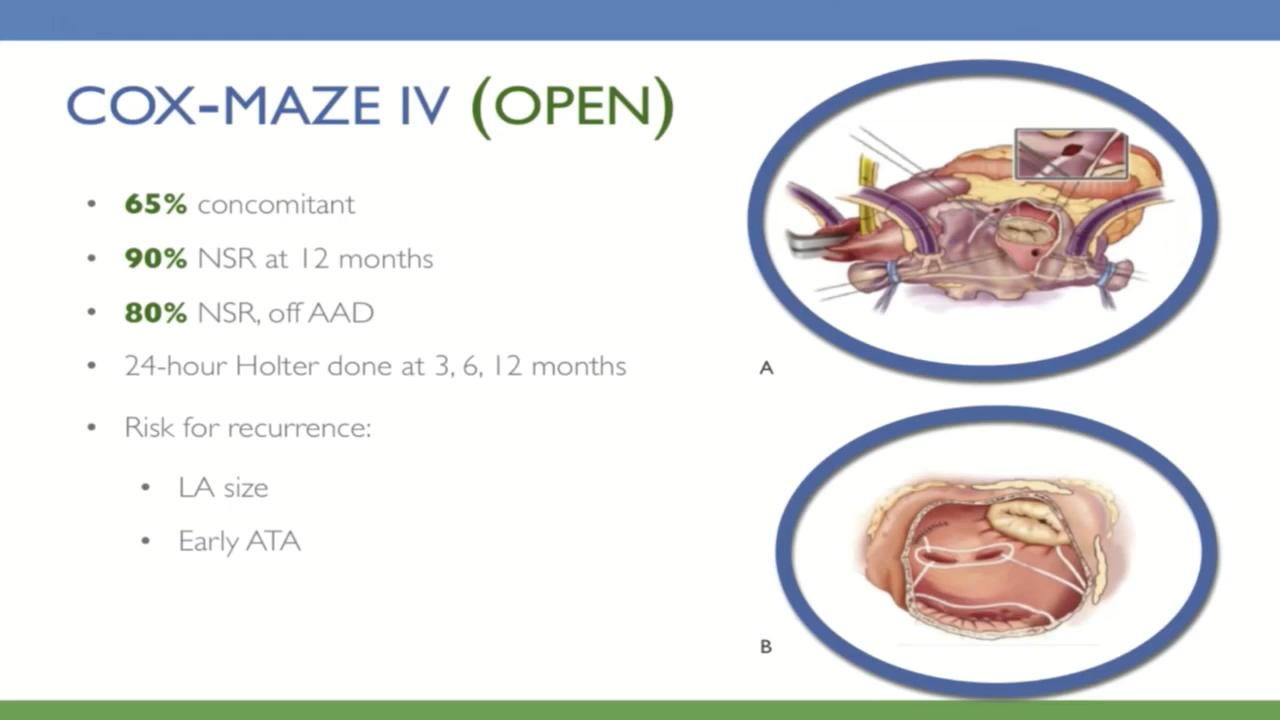 COX-MAZE IV (OPEN)
• 65% concomitant
• 90% NSR at 12 months
• 80% NSR, off AAD
• 24-hour Holter done at 3, 6, 12 months
• Risk for recurrence:
• LA size
• Early ATA
A
B